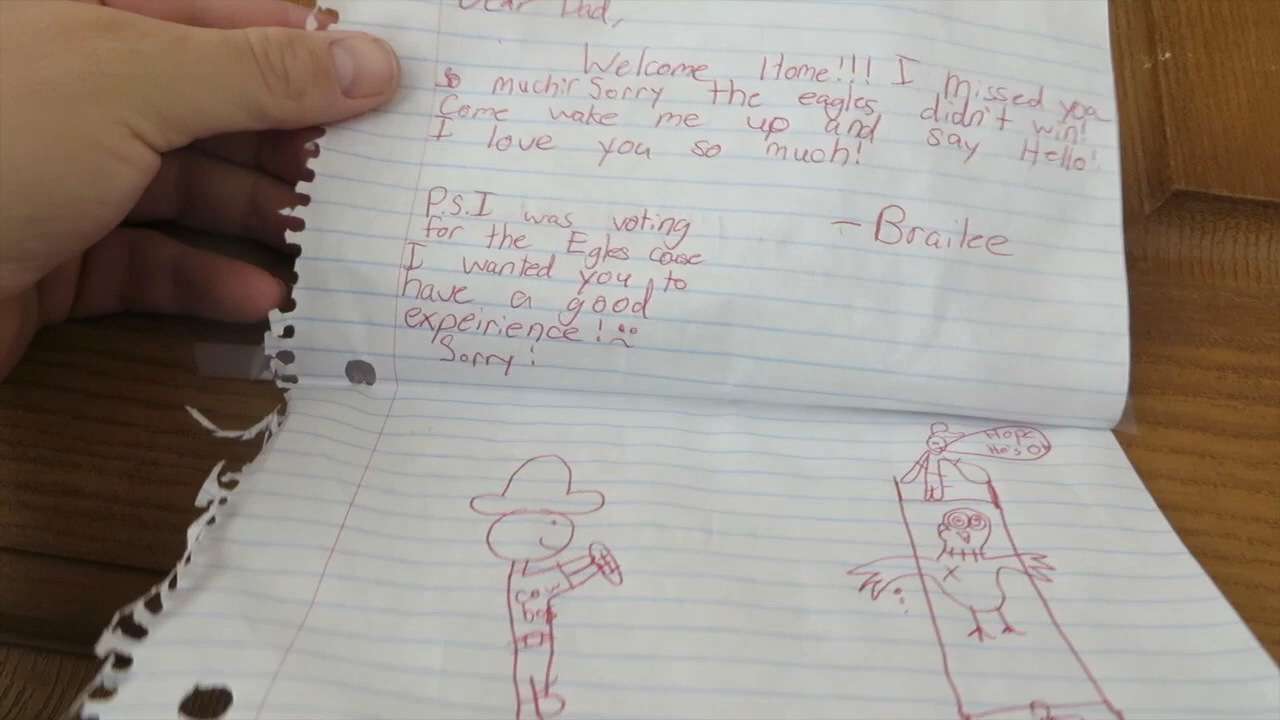 Dear Dad,
Welcome Home!!! I missed you
so much! Sorry the eagles didn't win!
Come wake me up and say Hello!
I love you so much!
P.S. I was voting
for the Egles caoe
I wanted you to
have a good
expeirience!
Sorry!
- Brailee
Hope
He's O
cow
boy